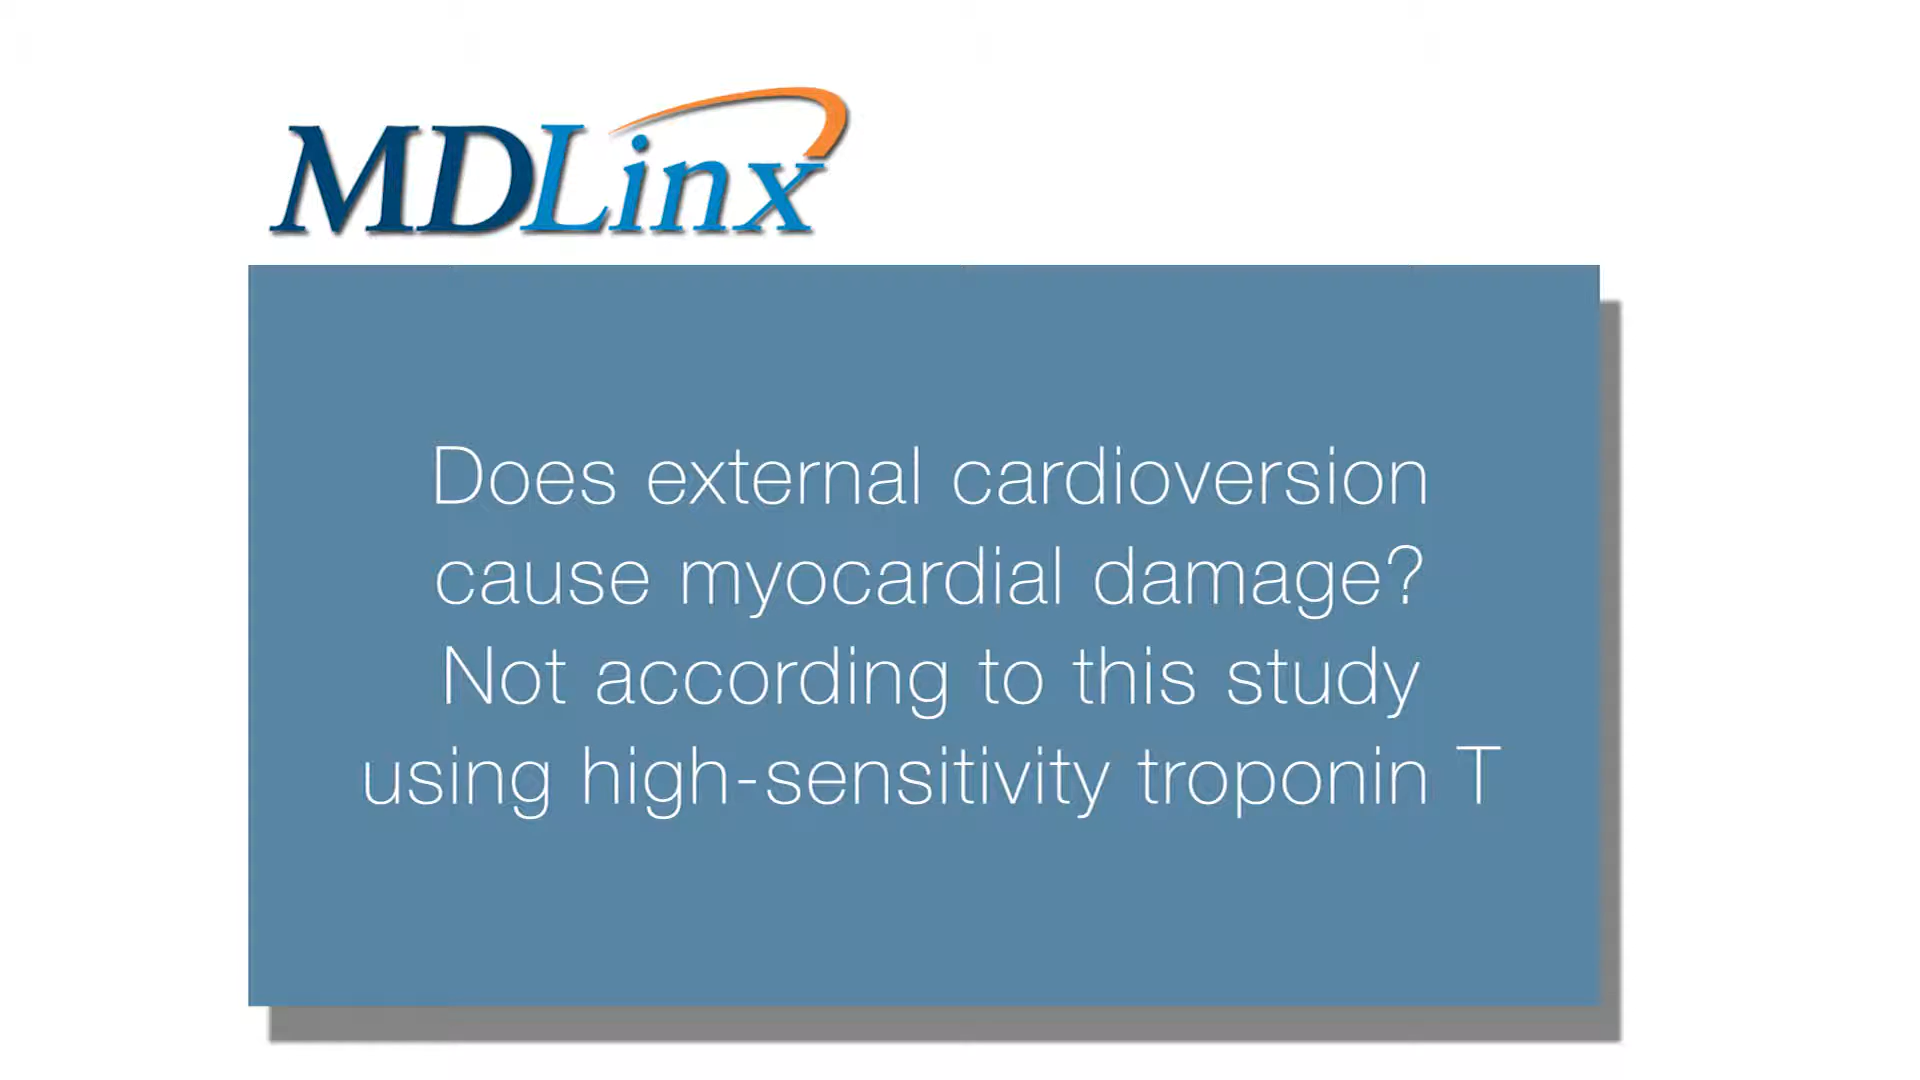 MDLinx
Does external cardioversion
cause myocardial damage?
Not according to this study
using high-sensitivity troponin T